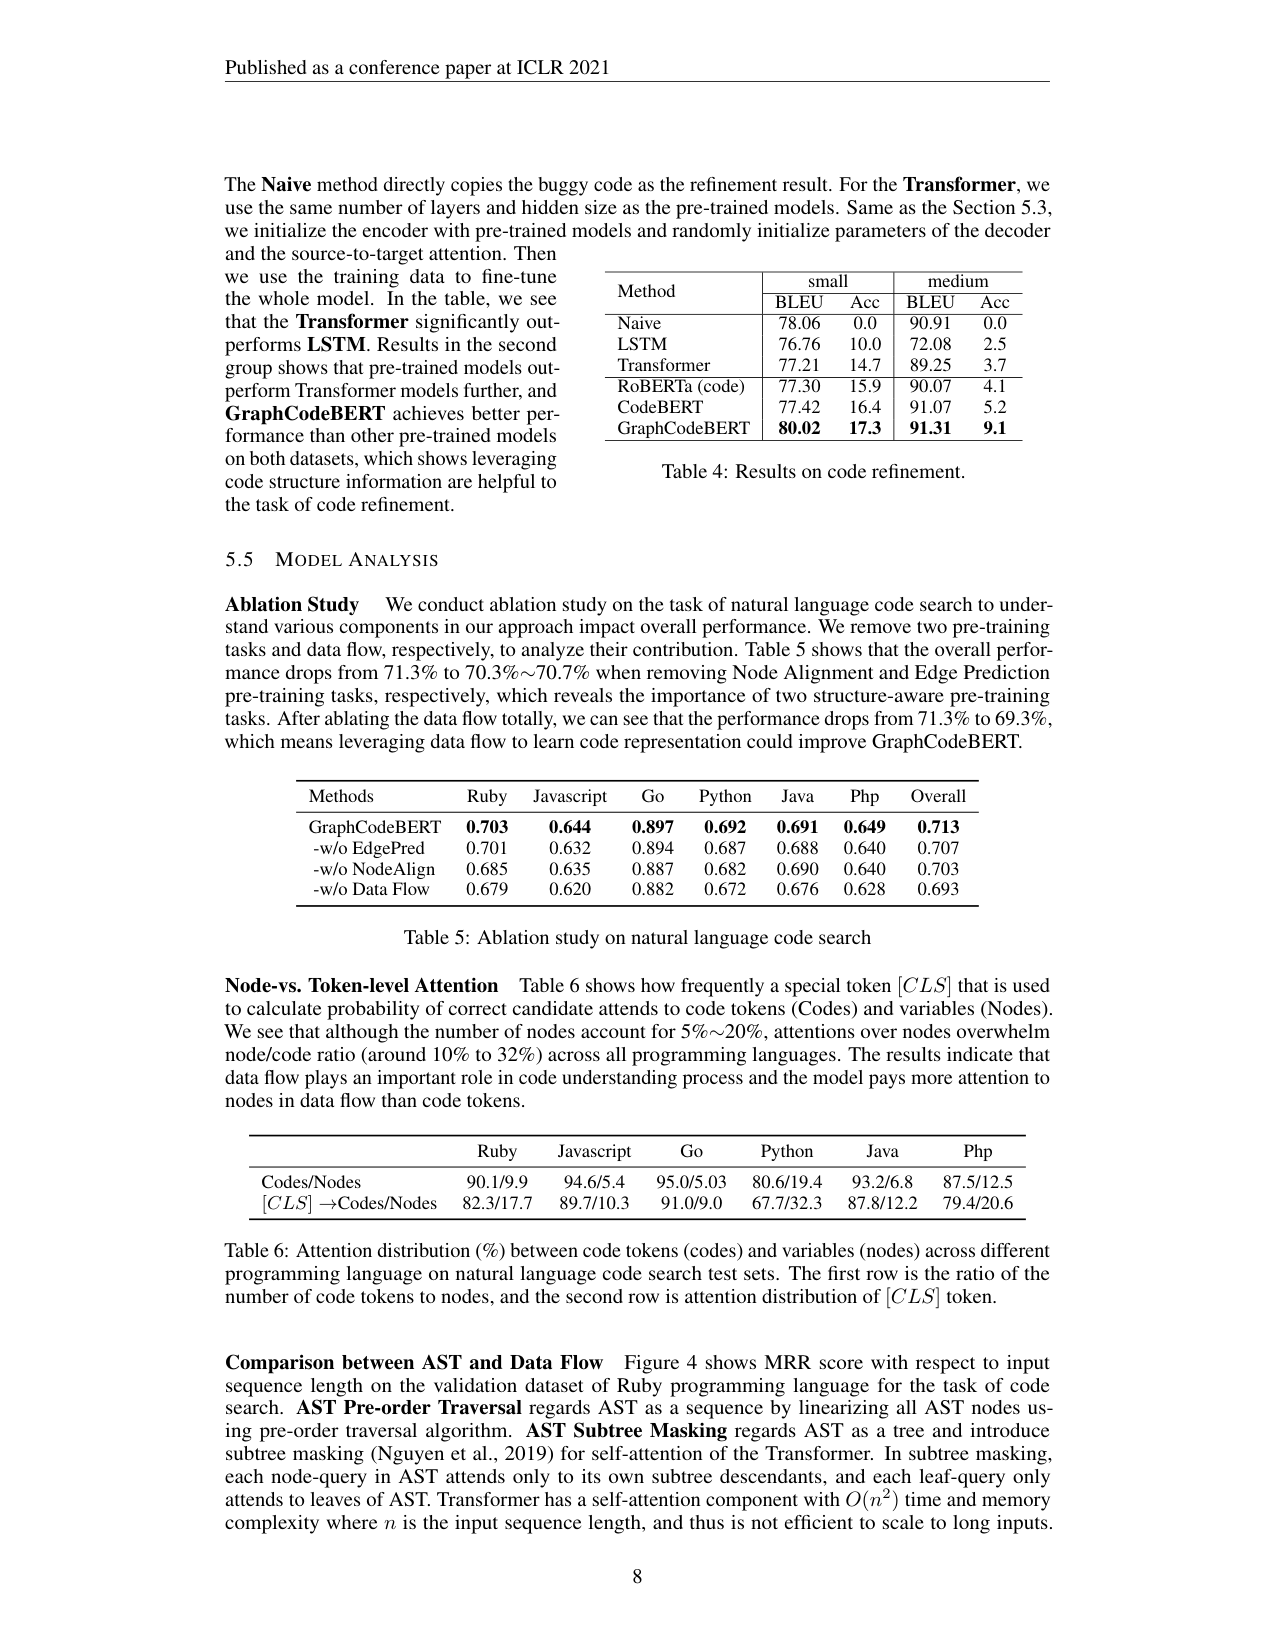 Published as a conference paper at ICLR 2021
The Naive method directly copies the buggy code as the refinement result. For the Transformer, we
use the same number of layers and hidden size as the pre-trained models. Same as the Section 5.3,
we initialize the encoder with pre-trained models and randomly initialize parameters of the decoder
and the source-to-target attention. Then
we use the training data to fine-tune
the whole model. In the table, we see
that the Transformer significantly out-
performs LSTM. Results in the second
group shows that pre-trained models out-
perform Transformer models further, and
GraphCodeBERT achieves better per-
formance than other pre-trained models
on both datasets, which shows leveraging
code structure information are helpful to
the task of code refinement.
Method small medium
BLEU Acc BLEU Acc
Naive 78.06 0.0 90.91 0.0
LSTM 76.76 10.0 72.08 2.5
Transformer 77.21 14.7 89.25 3.7
RoBERTa (code) 77.30 15.9 90.07 4.1
CodeBERT 77.42 16.4 91.07 5.2
GraphCodeBERT 80.02 17.3 91.31 9.1
Table 4: Results on code refinement.
5.5 MODEL ANALYSIS
Ablation Study We conduct ablation study on the task of natural language code search to under-
stand various components in our approach impact overall performance. We remove two pre-training
tasks and data flow, respectively, to analyze their contribution. Table 5 shows that the overall perfor-
mance drops from 71.3% to 70.3%∼70.7% when removing Node Alignment and Edge Prediction
pre-training tasks, respectively, which reveals the importance of two structure-aware pre-training
tasks. After ablating the data flow totally, we can see that the performance drops from 71.3% to 69.3%,
which means leveraging data flow to learn code representation could improve GraphCodeBERT.
Methods Ruby Javascript Go Python Java Php Overall
GraphCodeBERT 0.703 0.644 0.897 0.692 0.691 0.649 0.713
-w/o EdgePred 0.701 0.632 0.894 0.687 0.688 0.640 0.707
-w/o NodeAlign 0.685 0.635 0.887 0.682 0.690 0.640 0.703
-w/o Data Flow 0.679 0.620 0.882 0.672 0.676 0.628 0.693
Table 5: Ablation study on natural language code search
Node-vs. Token-level Attention Table 6 shows how frequently a special token [CLS] that is used
to calculate probability of correct candidate attends to code tokens (Codes) and variables (Nodes).
We see that although the number of nodes account for 5%∼20%, attentions over nodes overwhelm
node/code ratio (around 10% to 32%) across all programming languages. The results indicate that
data flow plays an important role in code understanding process and the model pays more attention to
nodes in data flow than code tokens.
Ruby Javascript Go Python Java Php
Codes/Nodes 90.1/9.9 94.6/5.4 95.0/5.03 80.6/19.4 93.2/6.8 87.5/12.5
[CLS] →Codes/Nodes 82.3/17.7 89.7/10.3 91.0/9.0 67.7/32.3 87.8/12.2 79.4/20.6
Table 6: Attention distribution (%) between code tokens (codes) and variables (nodes) across different
programming language on natural language code search test sets. The first row is the ratio of the
number of code tokens to nodes, and the second row is attention distribution of [CLS] token.
Comparison between AST and Data Flow Figure 4 shows MRR score with respect to input
sequence length on the validation dataset of Ruby programming language for the task of code
search. AST Pre-order Traversal regards AST as a sequence by linearizing all AST nodes us-
ing pre-order traversal algorithm. AST Subtree Masking regards AST as a tree and introduce
subtree masking (Nguyen et al., 2019) for self-attention of the Transformer. In subtree masking,
each node-query in AST attends only to its own subtree descendants, and each leaf-query only
attends to leaves of AST. Transformer has a self-attention component with O(n²) time and memory
complexity where n is the input sequence length, and thus is not efficient to scale to long inputs.
8